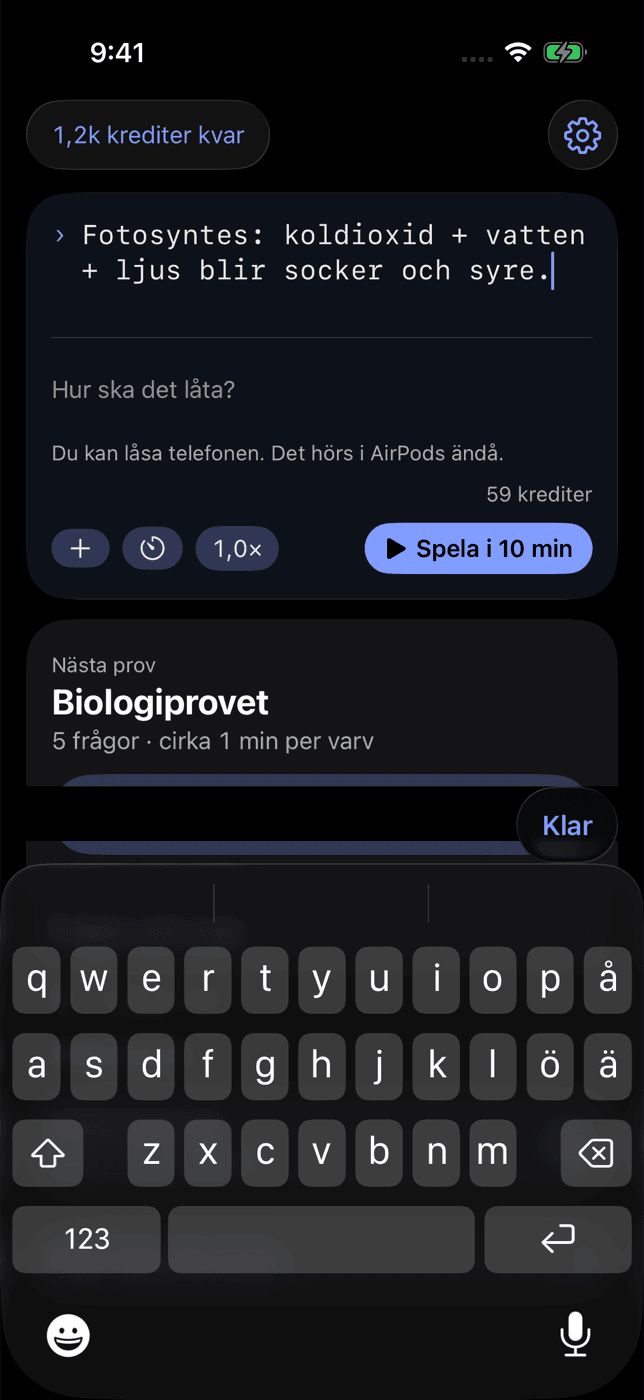 9:41
1,2k krediter kvar
› Fotosyntes: koldioxid + vatten
+ ljus blir socker och syre.
Hur ska det låta?
Du kan låsa telefonen. Det hörs i AirPods ändå.
59 krediter
1,0×
Spela i 10 min
Nästa prov
Biologiprovet
5 frågor · cirka 1 min per varv
Klar
q w e r t y u i o p å
a s d f g h j k l ö ä
z x c v b n m
123